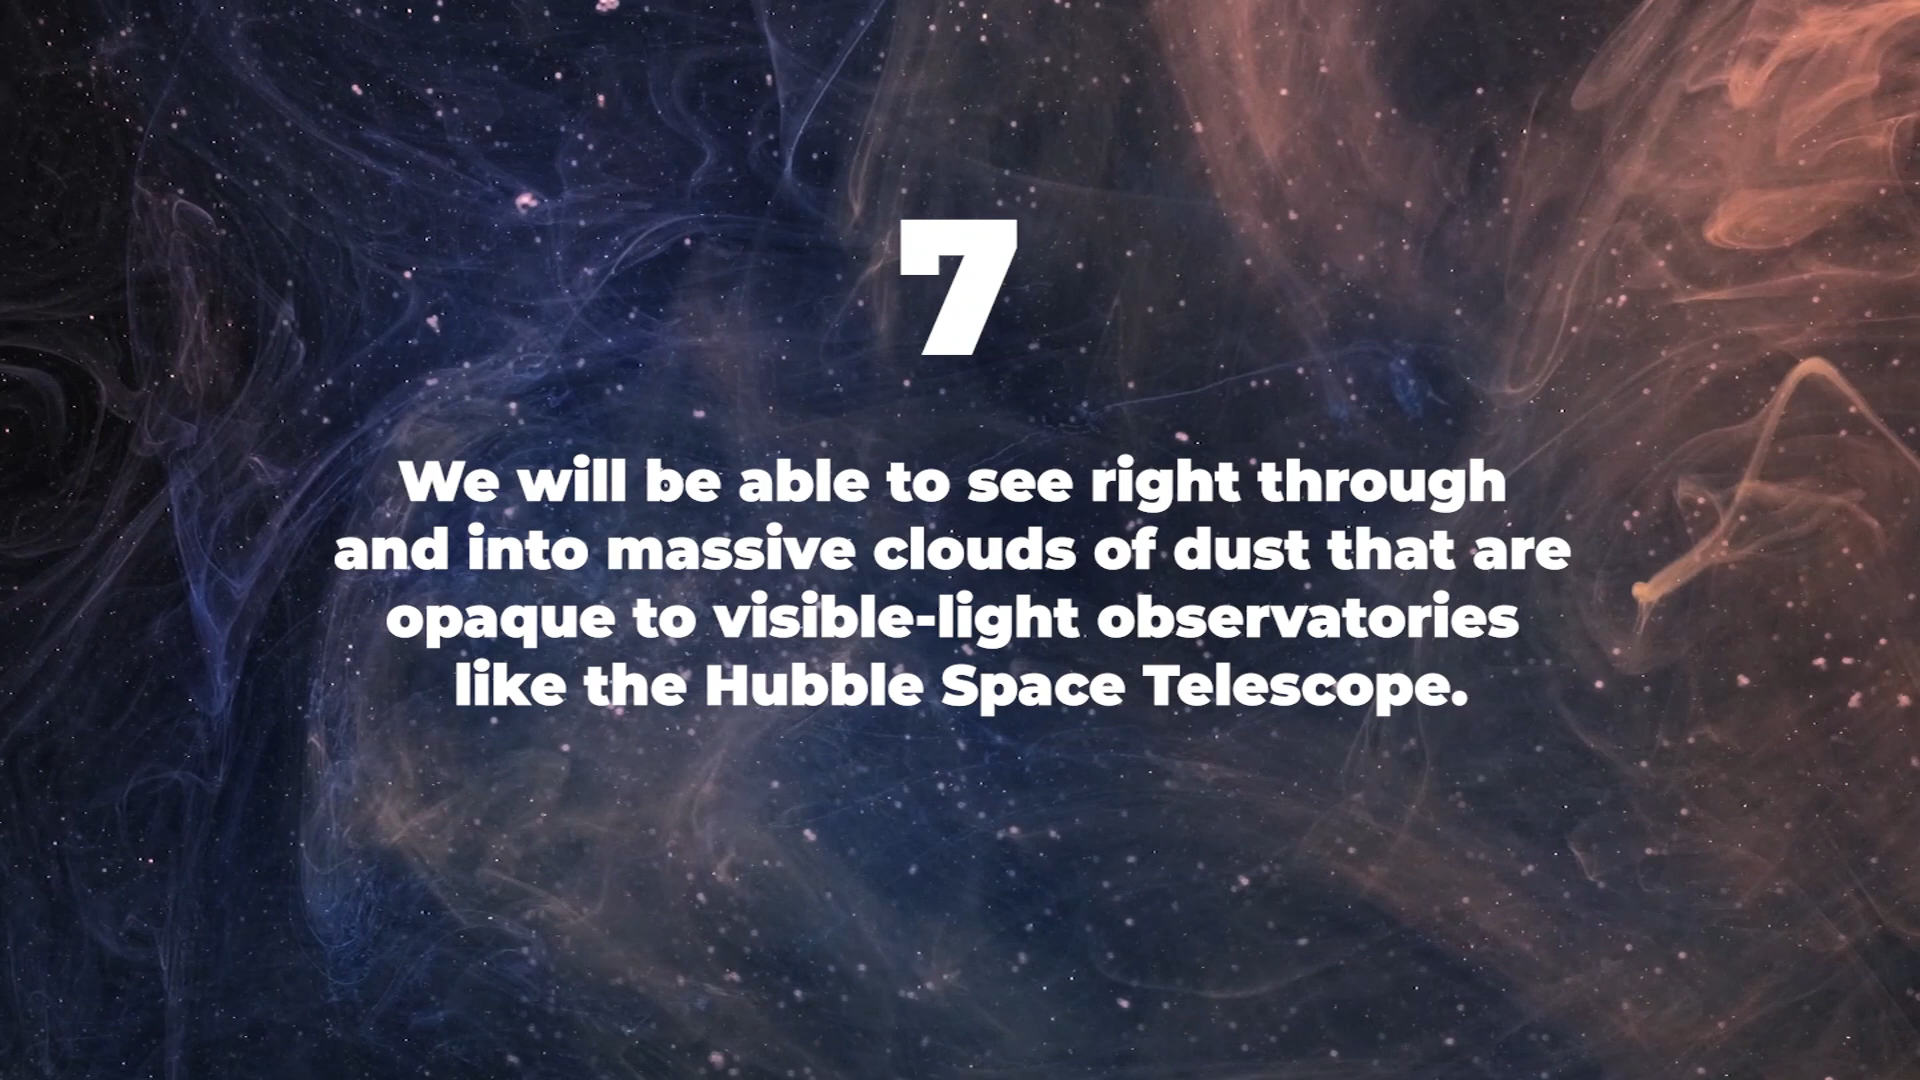 7
We will be able to see right through
and into massive clouds of dust that are
opaque to visible-light observatories
like the Hubble Space Telescope.